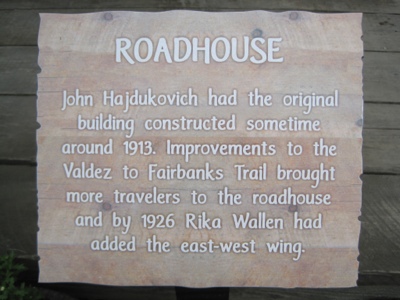 ROADHOUSE
John Hajdukovich had the original
building constructed sometime
around 1913. Improvements to the
Valdez to Fairbanks Trail brought
more travelers to the roadhouse
and by 1926 Rika Wallen had
added the east-west wing.